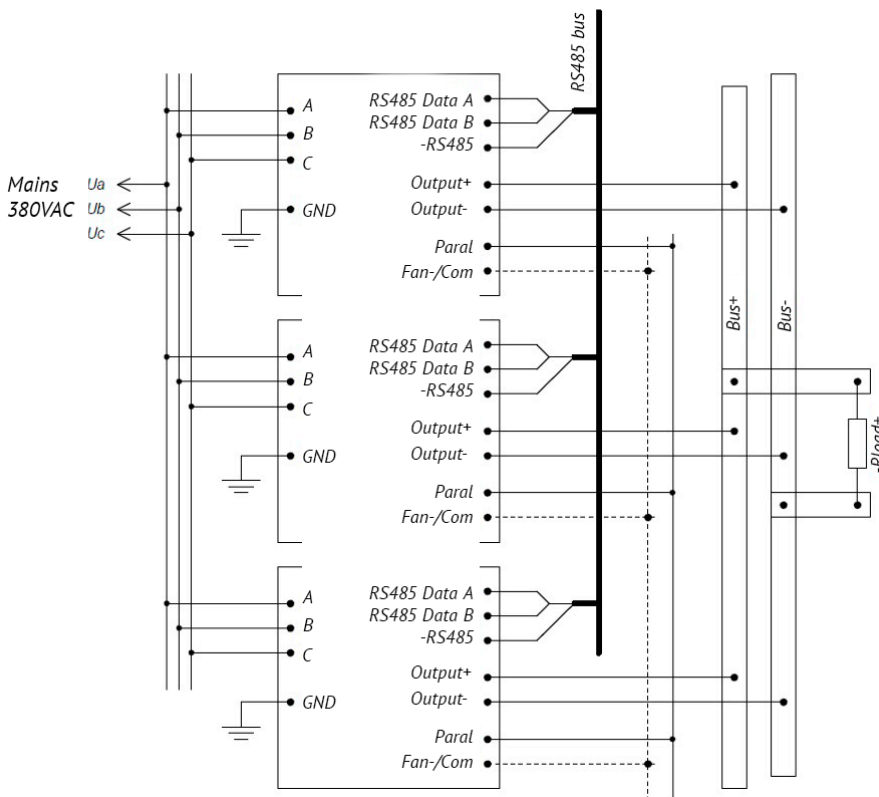 RS485 bus
A
B
C
GND
RS485 Data A
RS485 Data B
-RS485
Output+
Output-
Paral
Fan-/Com
Mains
380VAC
Ua
Ub
Uc
Bus+
Bus-
A
B
C
GND
RS485 Data A
RS485 Data B
-RS485
Output+
Output-
Paral
Fan-/Com
-Rload+
A
B
C
GND
RS485 Data A
RS485 Data B
-RS485
Output+
Output-
Paral
Fan-/Com